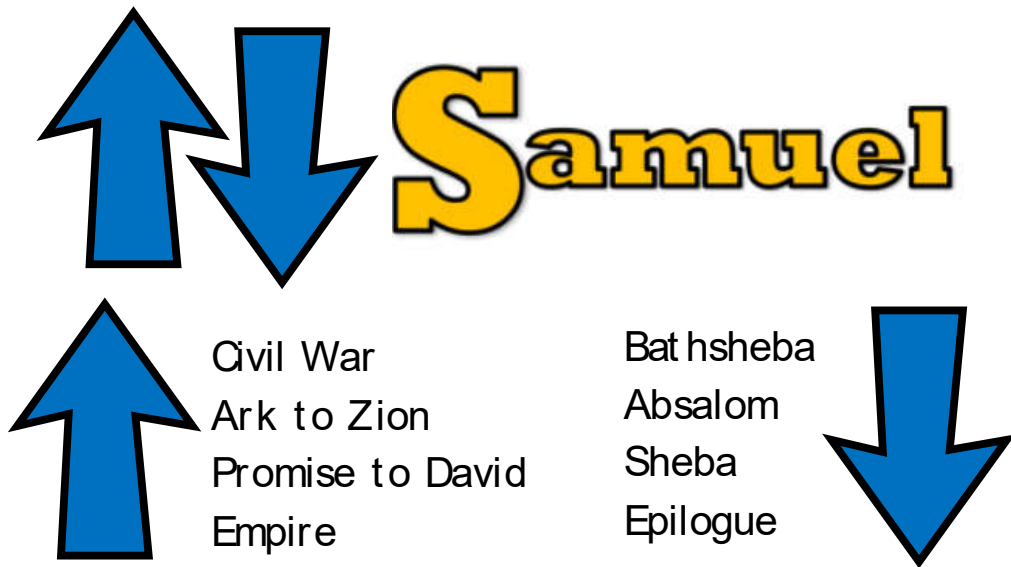 Samuel
Civil War
Ark to Zion
Promise to David
Empire
Bathsheba
Absalom
Sheba
Epilogue